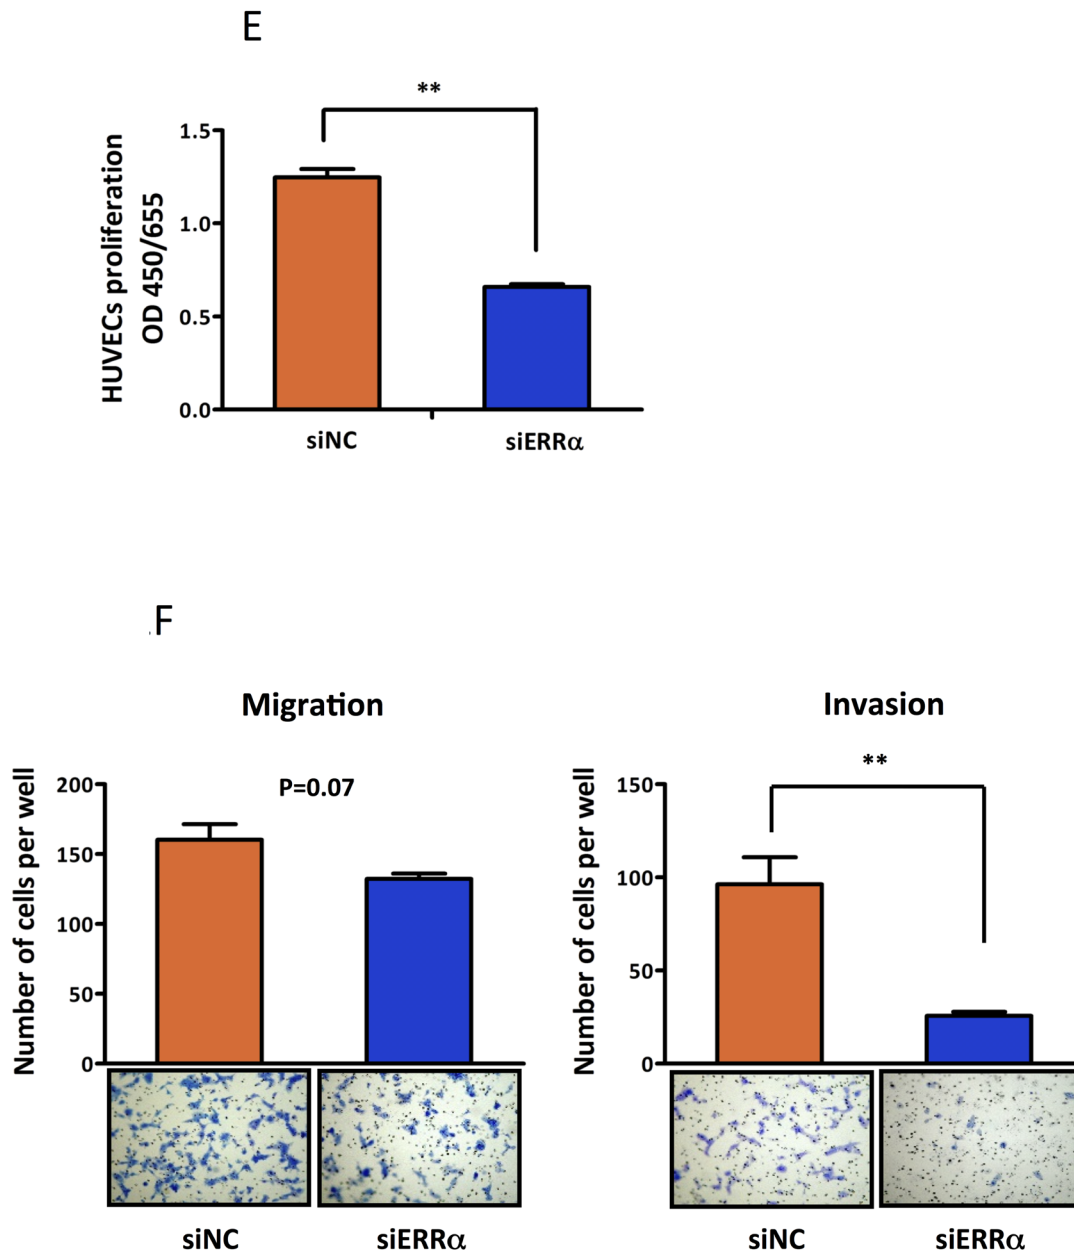 E
**
HUVECs proliferation
OD 450/655
1.5
1.0
0.5
0.0
siNC
siERRα
.F
Migration
P=0.07
Number of cells per well
200
150
100
50
0
siNC
siERRα
Invasion
**
Number of cells per well
150
100
50
0
siNC
siERRα